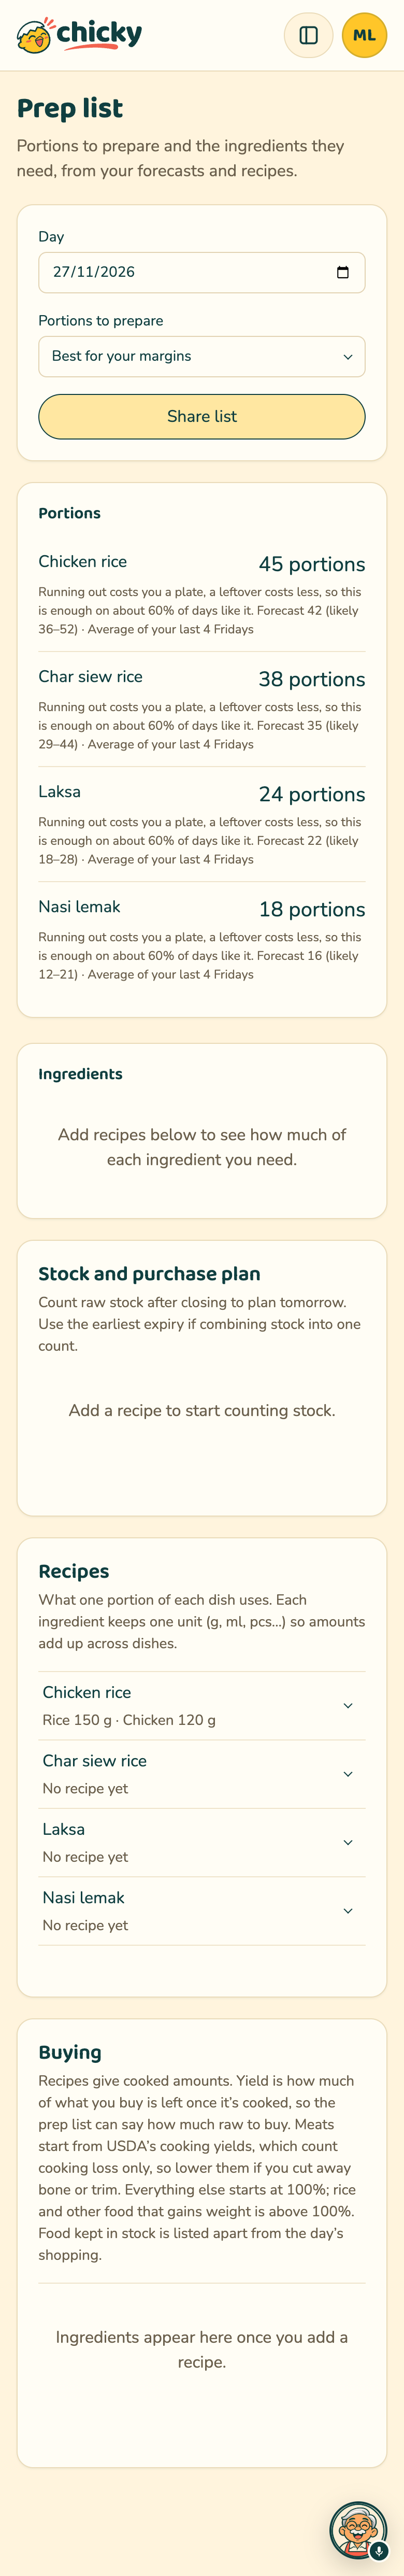 chicky
ML
Prep list
Portions to prepare and the ingredients they
need, from your forecasts and recipes.
Day
27/11/2026
Portions to prepare
Best for your margins
Share list
Portions
Chicken rice
45 portions
Running out costs you a plate, a leftover costs less, so this
is enough on about 60% of days like it. Forecast 42 (likely
36–52) · Average of your last 4 Fridays
Char siew rice
38 portions
Running out costs you a plate, a leftover costs less, so this
is enough on about 60% of days like it. Forecast 35 (likely
29–44) · Average of your last 4 Fridays
Laksa
24 portions
Running out costs you a plate, a leftover costs less, so this
is enough on about 60% of days like it. Forecast 22 (likely
18–28) · Average of your last 4 Fridays
Nasi lemak
18 portions
Running out costs you a plate, a leftover costs less, so this
is enough on about 60% of days like it. Forecast 16 (likely
12–21) · Average of your last 4 Fridays
Ingredients
Add recipes below to see how much of
each ingredient you need.
Stock and purchase plan
Count raw stock after closing to plan tomorrow.
Use the earliest expiry if combining stock into one
count.
Add a recipe to start counting stock.
Recipes
What one portion of each dish uses. Each
ingredient keeps one unit (g, ml, pcs…) so amounts
add up across dishes.
Chicken rice
Rice 150 g · Chicken 120 g
Char siew rice
No recipe yet
Laksa
No recipe yet
Nasi lemak
No recipe yet
Buying
Recipes give cooked amounts. Yield is how much
of what you buy is left once it’s cooked, so the
prep list can say how much raw to buy. Meats
start from USDA’s cooking yields, which count
cooking loss only, so lower them if you cut away
bone or trim. Everything else starts at 100%; rice
and other food that gains weight is above 100%.
Food kept in stock is listed apart from the day’s
shopping.
Ingredients appear here once you add a
recipe.